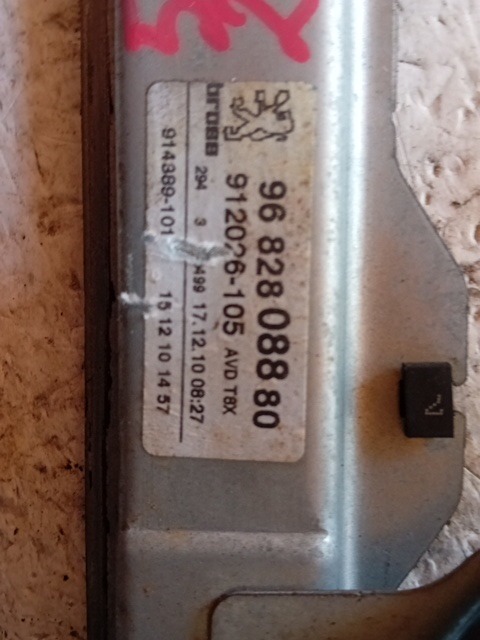 96 828 088 80
912026-105 AVD T8X
brose 294 3 499 17.12.10 08:27
914389-101 15 12 10 14 57